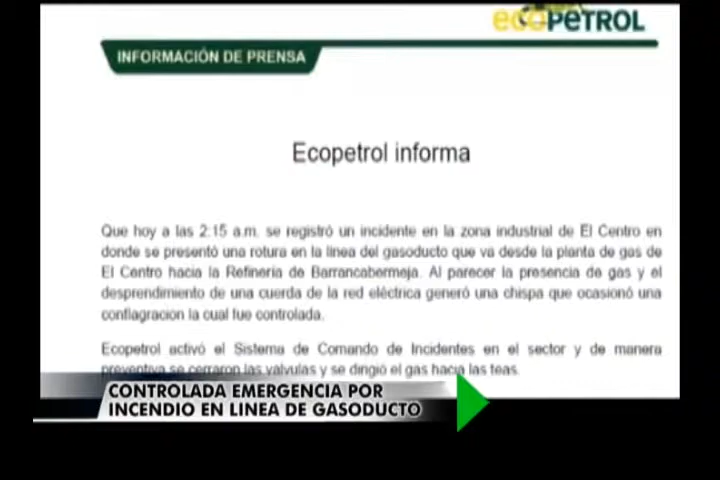 ecopetrol
INFORMACIÓN DE PRENSA
Ecopetrol informa
Que hoy a las 2:15 a.m. se registró un incidente en la zona industrial de El Centro en
donde se presentó una rotura en la línea del gasoducto que va desde la planta de gas de
El Centro hacia la Refinería de Barrancabermeja. Al parecer la presencia de gas y el
desprendimiento de una cuerda de la red eléctrica generó una chispa que ocasionó una
conflagración la cual fue controlada.
Ecopetrol activó el Sistema de Comando de Incidentes en el sector y de manera
preventiva se cerraron las válvulas y se dirigió el gas hacia las teas.
CONTROLADA EMERGENCIA POR
INCENDIO EN LINEA DE GASODUCTO